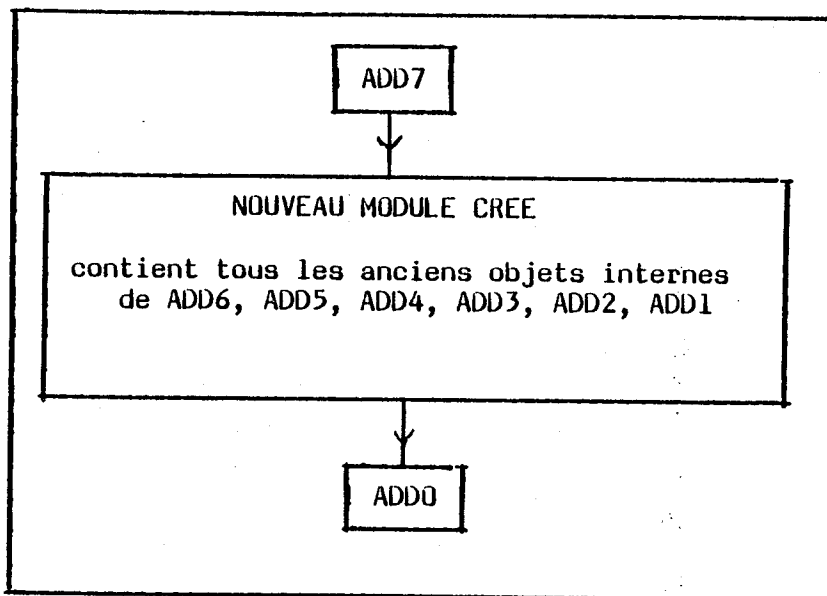 ADD7
NOUVEAU MODULE CREE
contient tous les anciens objets internes
de ADD6, ADD5, ADD4, ADD3, ADD2, ADD1
ADD0